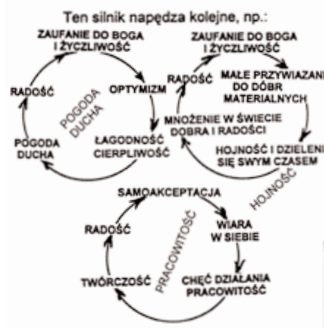 Ten silnik napędza kolejne, np.:
ZAUFANIE DO BOGA
I ŻYCZLIWOŚĆ
OPTYMIZM
ŁAGODNOŚĆ
CIERPLIWOŚĆ
POGODA
DUCHA
RADOŚĆ
POGODA
DUCHA
ZAUFANIE DO BOGA
I ŻYCZLIWOŚĆ
MAŁE PRZYWIĄZANI
DO DÓBR
MATERIALNYCH
HOJNOŚĆ I DZIELENI
SIĘ SWYM CZASEM
MNOŻENIE W ŚWIECIE
DOBRA I RADOŚCI
RADOŚĆ
HOJNOŚĆ
SAMOAKCEPTACJA
WIARA
W SIEBIE
CHĘĆ DZIAŁANIA
PRACOWITOŚĆ
TWÓRCZOŚĆ
RADOŚĆ
PRACOWITOŚĆ